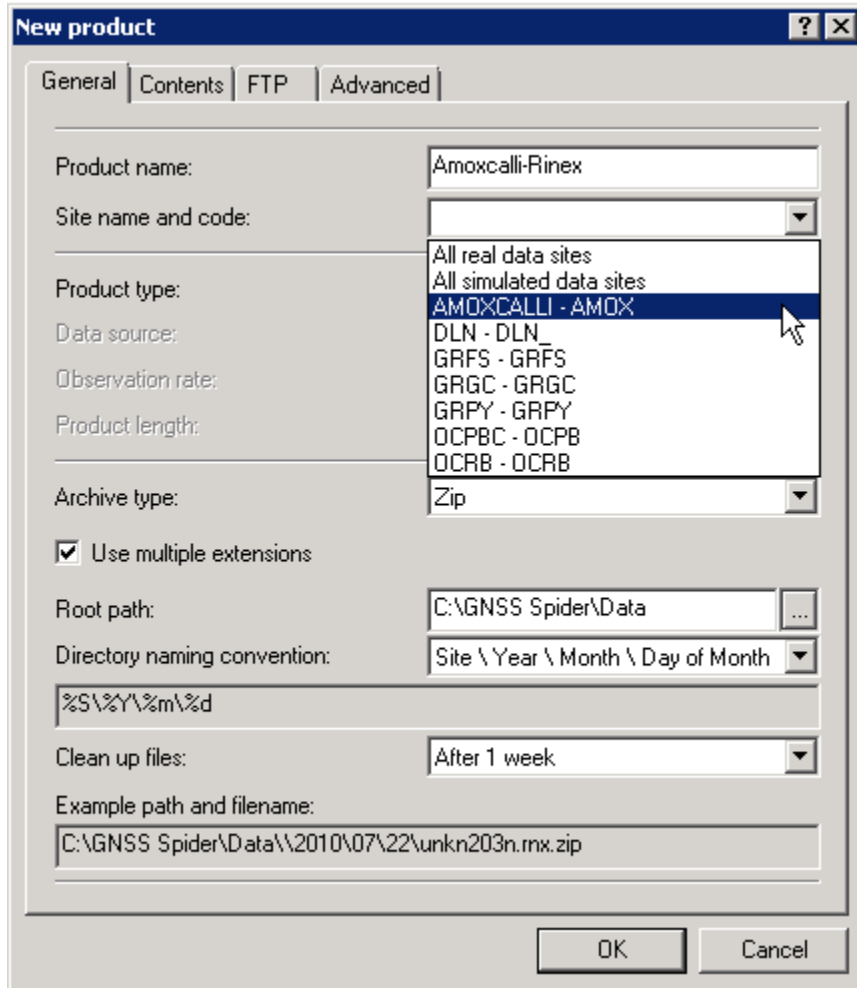 New product
General Contents FTP Advanced
Product name: Amoxcalli-Rinex
Site name and code:
All real data sites
All simulated data sites
Product type: AMOXCALLI - AMOX
Data source: DLN - DLN_
GRFS - GRFS
Observation rate: GRGC - GRGC
GRPY - GRPY
Product length: OCPBC - OCPB
OCRB - OCRB
Archive type: Zip
Use multiple extensions
Root path: C:\GNSS Spider\Data ...
Directory naming convention: Site \ Year \ Month \ Day of Month
%S\%Y\%m\%d
Clean up files: After 1 week
Example path and filename:
C:\GNSS Spider\Data\\2010\07\22\unkn203n.rnx.zip
OK Cancel